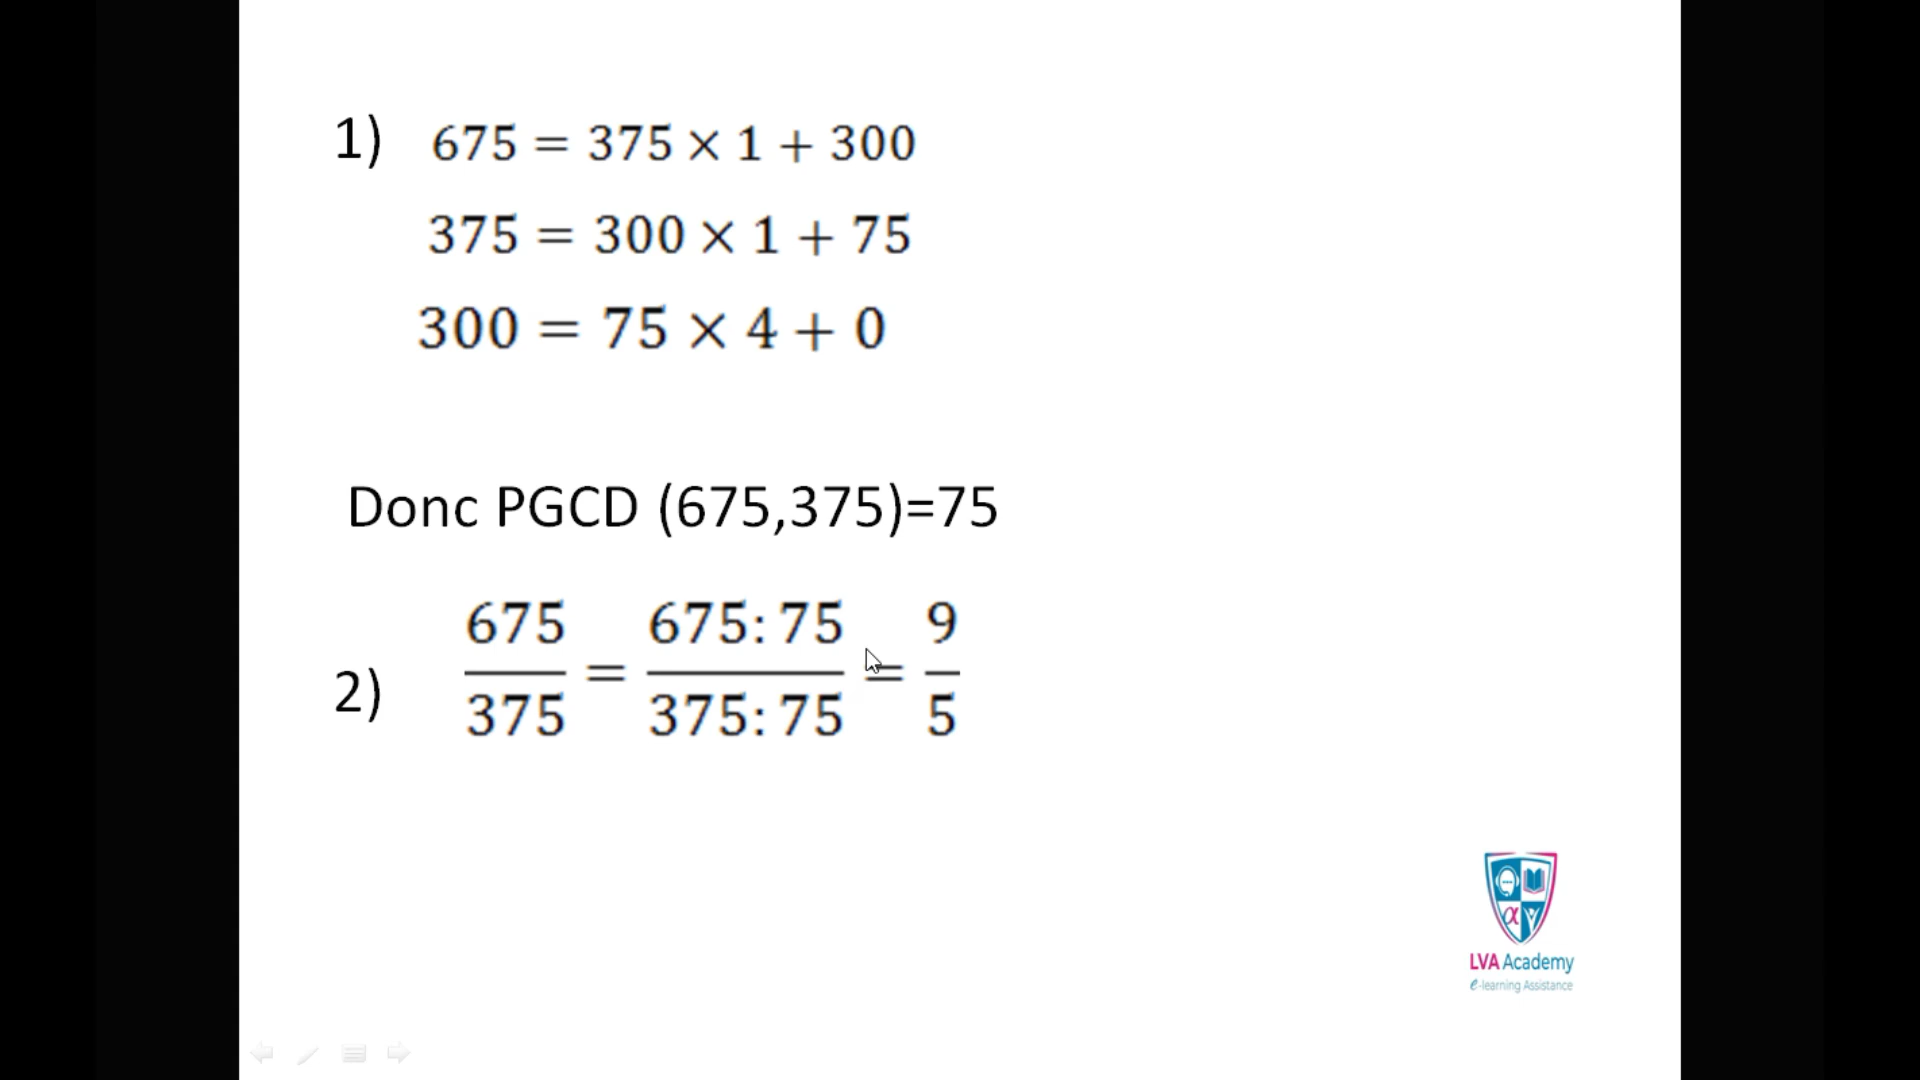 1) 675 = 375 × 1 + 300
375 = 300 × 1 + 75
300 = 75 × 4 + 0
Donc PGCD (675,375)=75
2) 675/375 = 675:75/375:75 = 9/5
LVA Academy
e-learning Assistance